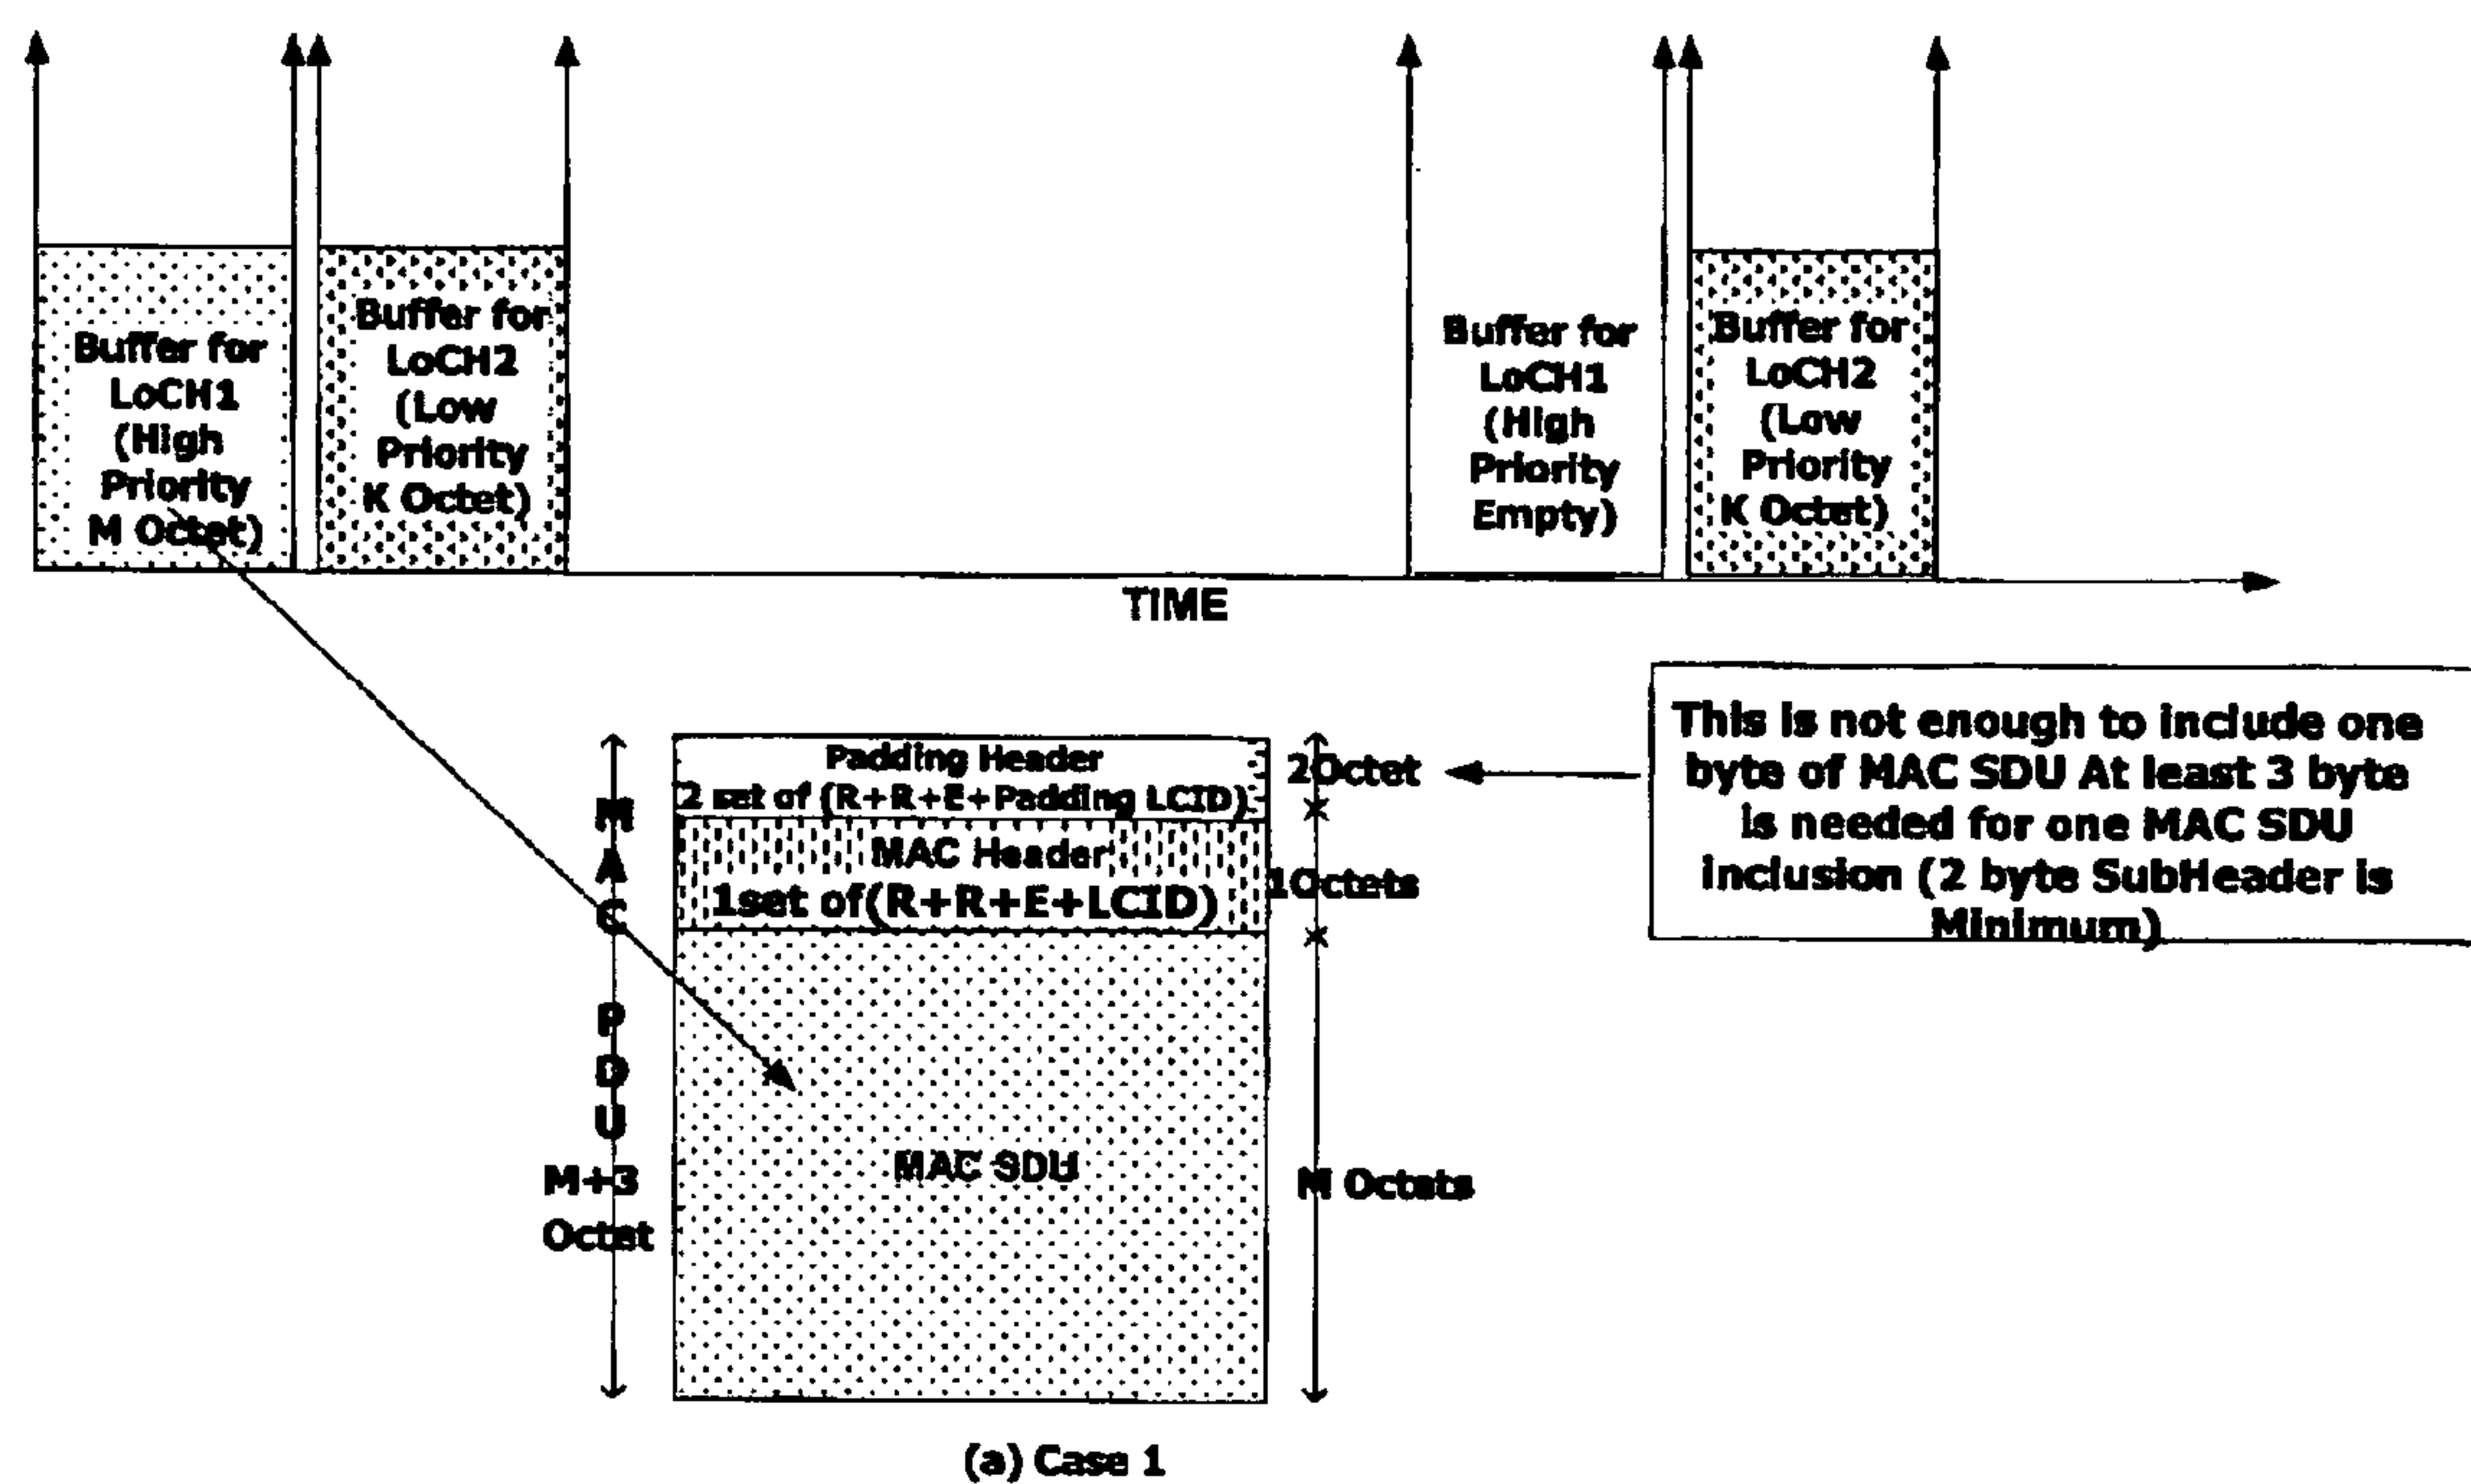 Buffer for
LoCH1
(High
Priority
M Octet)
Buffer for
LoCH2
(Low
Priority
K Octet)
Buffer for
LoCH1
(High
Priority
Empty)
Buffer for
LoCH2
(Low
Priority
K Octet)
TIME
This is not enough to include one
byte of MAC SDU At least 3 byte
is needed for one MAC SDU
inclusion (2 byte SubHeader is
Minimum)
Padding Header
2 set of (R+R+E+Padding LCID)
2Octet
MAC Header
1set of(R+R+E+LCID)
1Octets
MAC PDU
M+3
Octet
MAC SDU
M Octets
(a) Case 1